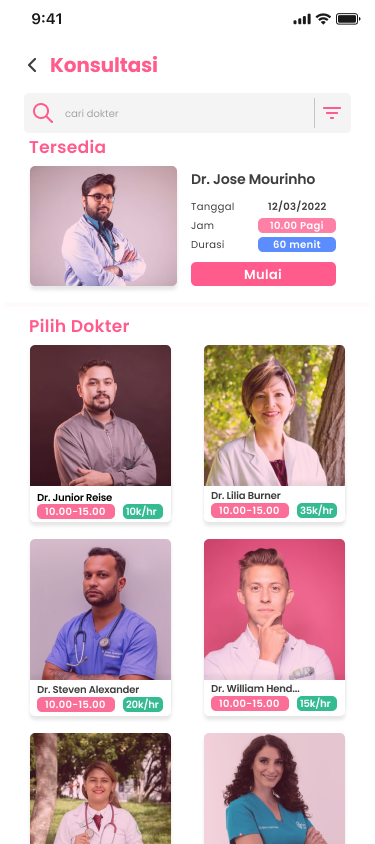 9:41
Konsultasi
cari dokter
Tersedia
Dr. Jose Mourinho
Tanggal 12/03/2022
Jam 10.00 Pagi
Durasi 60 menit
Mulai
Pilih Dokter
Dr. Junior Reise
10.00-15.00 10k/hr
Dr. Lilia Burner
10.00-15.00 35k/hr
Dr. Steven Alexander
10.00-15.00 20k/hr
Dr. William Hend...
10.00-15.00 15k/hr